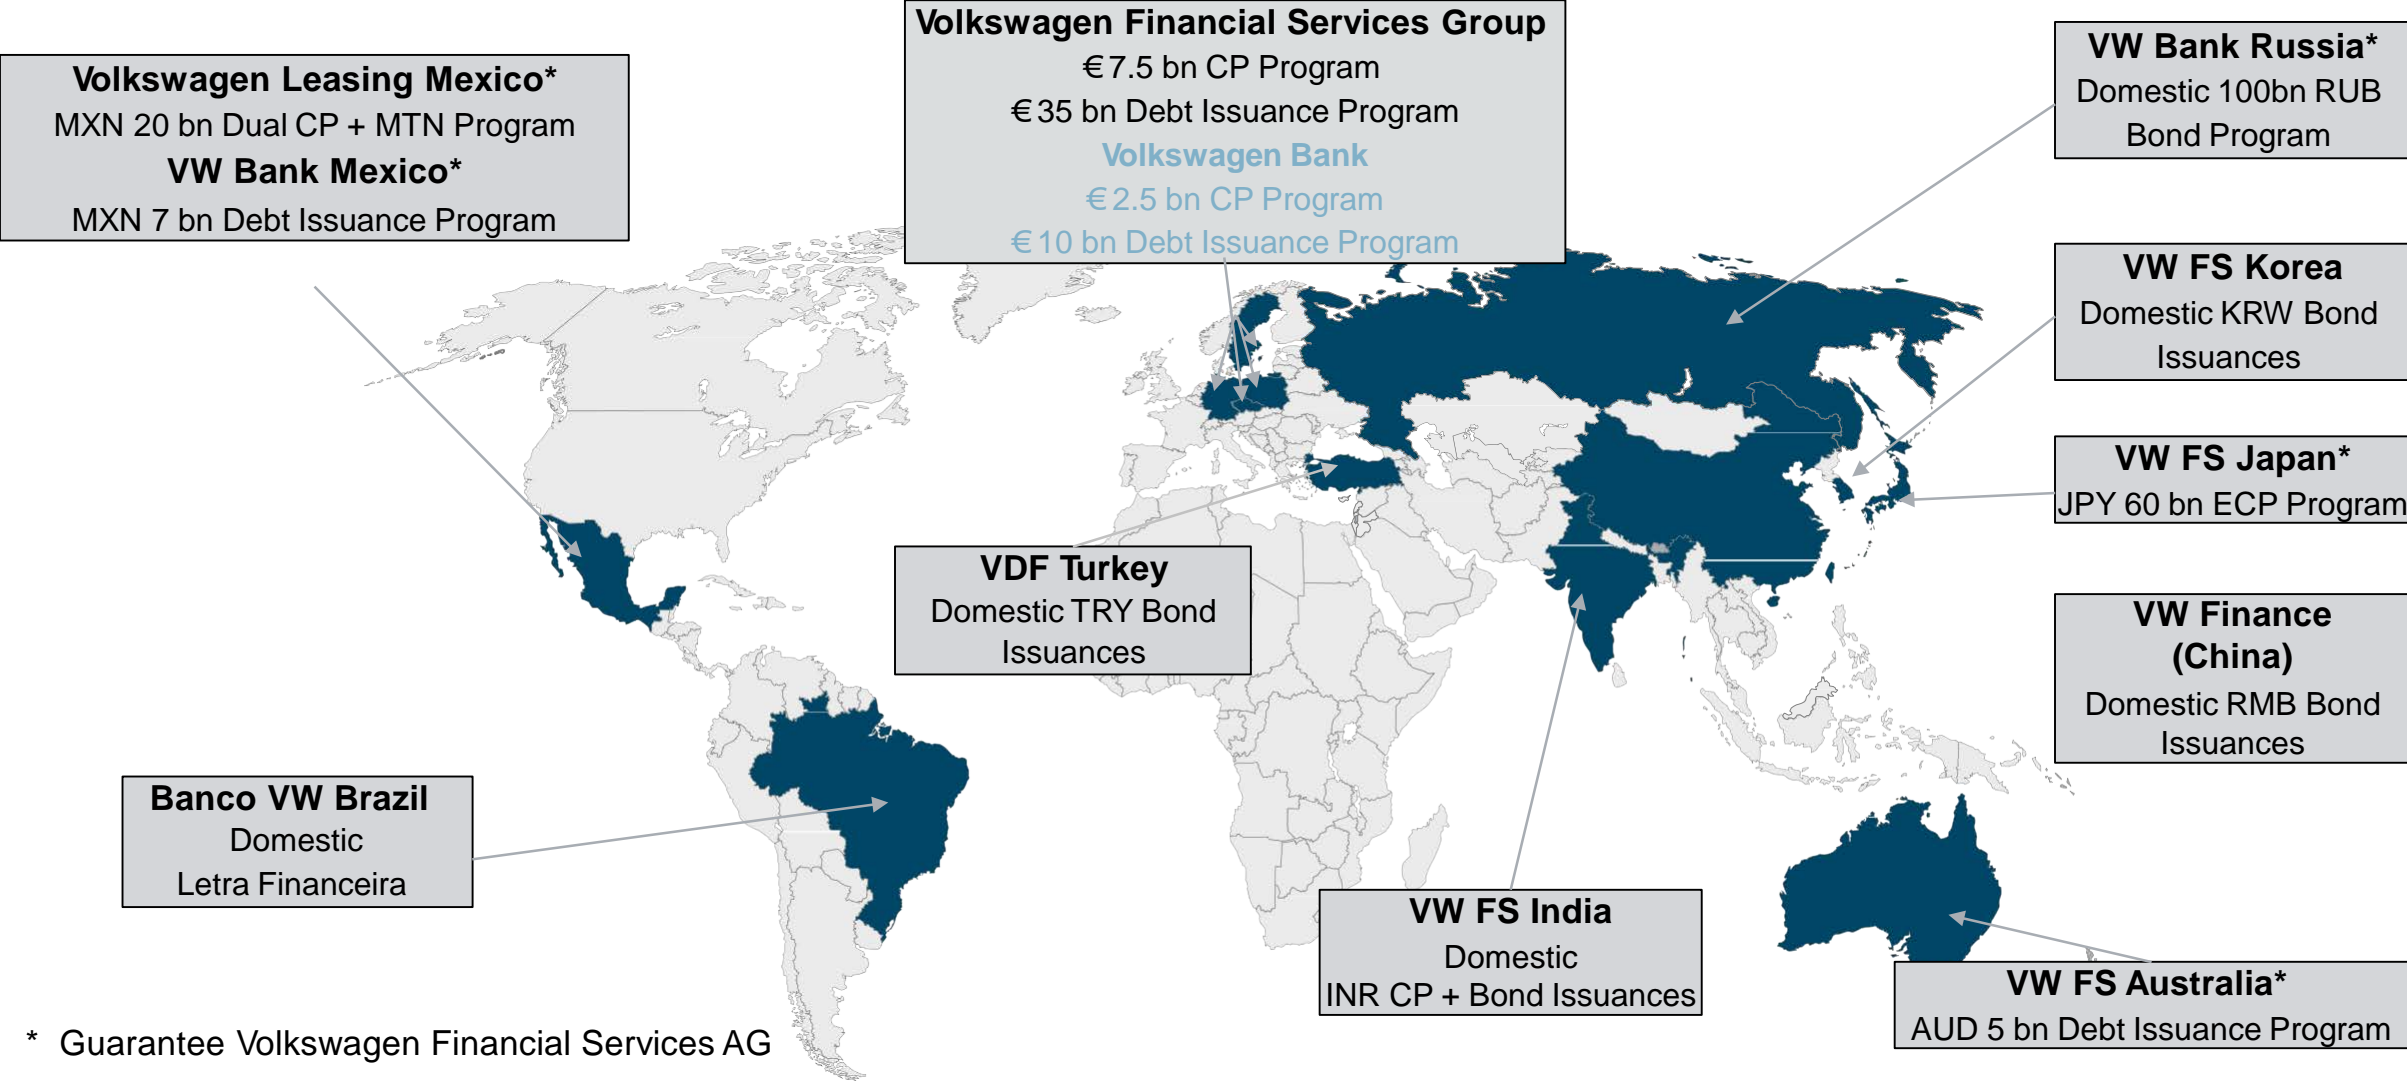 Volkswagen Leasing Mexico*
MXN 20 bn Dual CP + MTN Program
VW Bank Mexico*
MXN 7 bn Debt Issuance Program
Volkswagen Financial Services Group
€7.5 bn CP Program
€35 bn Debt Issuance Program
Volkswagen Bank
€2.5 bn CP Program
€10 bn Debt Issuance Program
VW Bank Russia*
Domestic 100bn RUB
Bond Program
VW FS Korea
Domestic KRW Bond
Issuances
VW FS Japan*
JPY 60 bn ECP Program
VDF Turkey
Domestic TRY Bond
Issuances
VW Finance
(China)
Domestic RMB Bond
Issuances
Banco VW Brazil
Domestic
Letra Financeira
VW FS India
Domestic
INR CP + Bond Issuances
VW FS Australia*
AUD 5 bn Debt Issuance Program
* Guarantee Volkswagen Financial Services AG